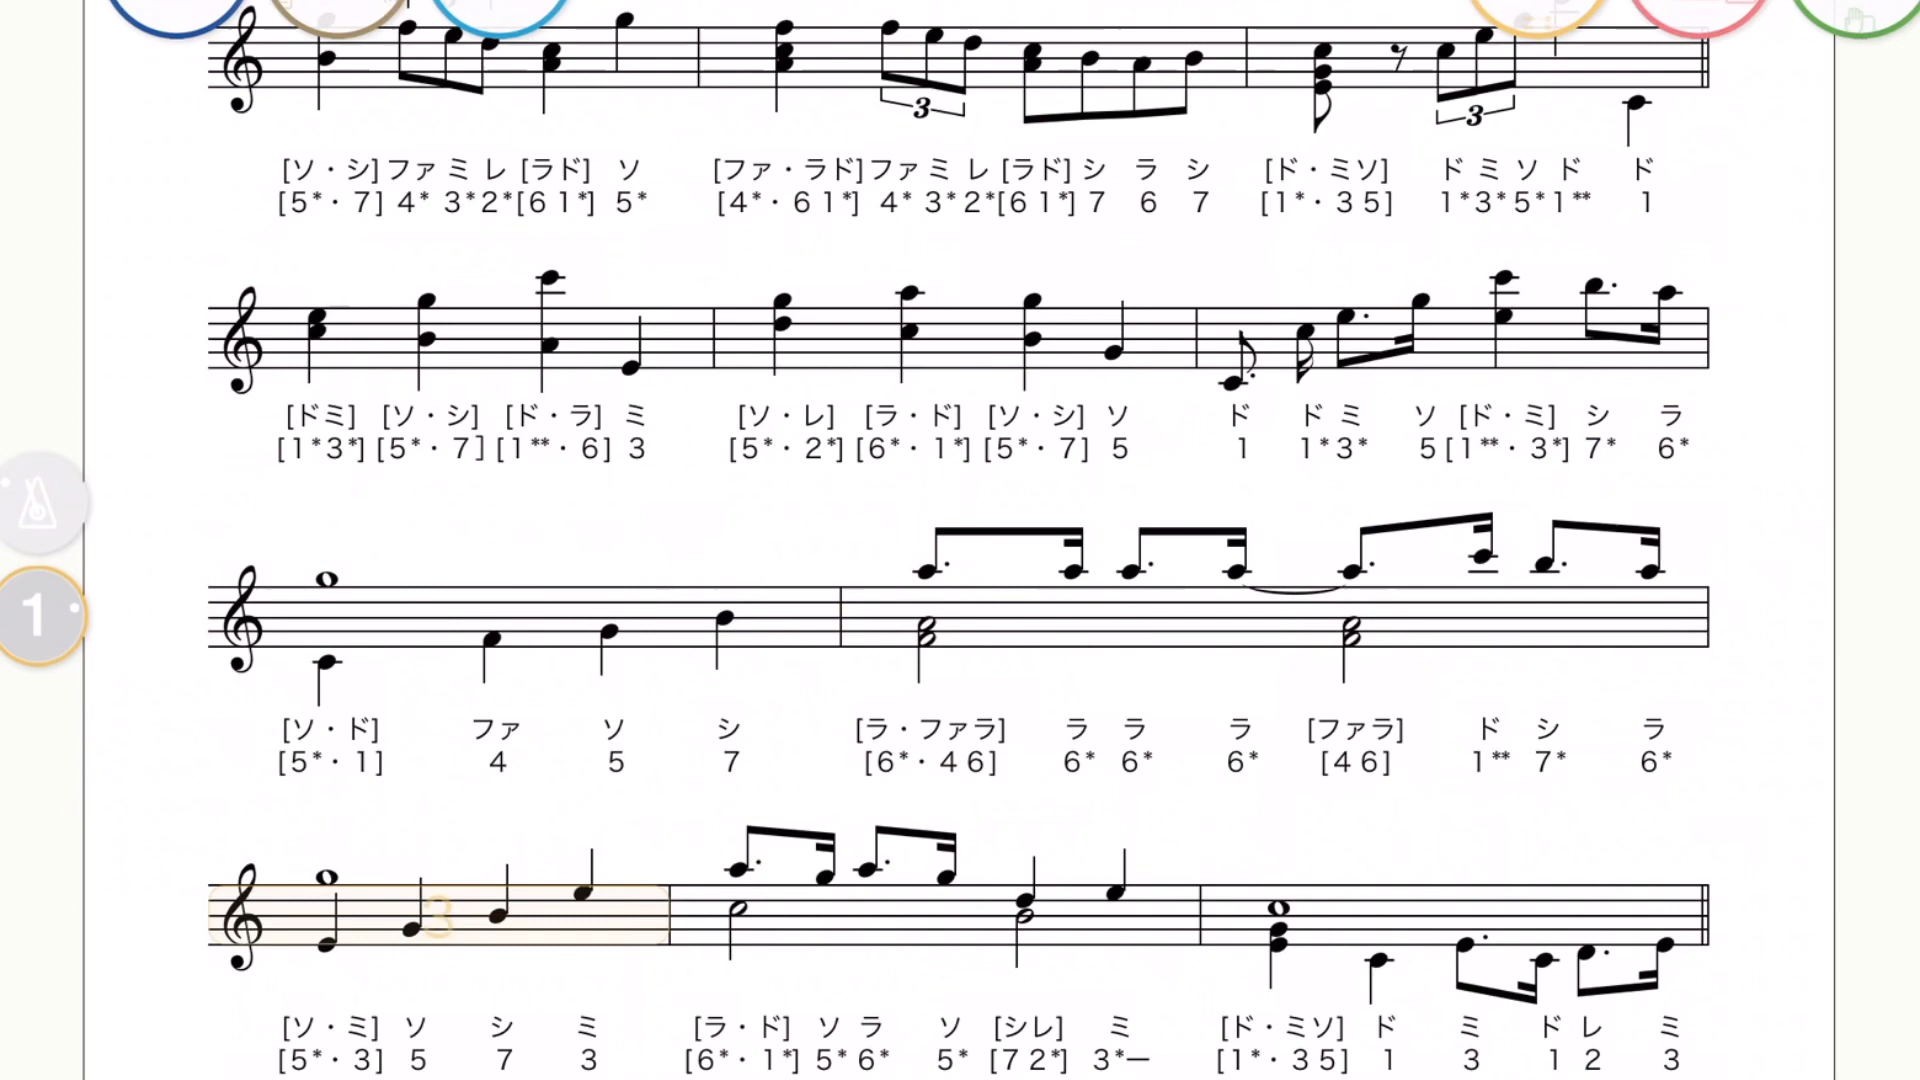 3 3
[ソ・シ] ファ ミ レ [ラド] ソ [ファ・ラド] ファ ミ レ [ラド] シ ラ シ [ド・ミソ] ド ミ ソ ド ド
[5*・7] 4* 3* 2* [6 1*] 5* [4*・6 1*] 4* 3* 2* [6 1*] 7 6 7 [1*・3 5] 1* 3* 5* 1** 1
[ドミ] [ソ・シ] [ド・ラ] ミ [ソ・レ] [ラ・ド] [ソ・シ] ソ ド ド ミ ソ [ド・ミ] シ ラ
[1*3*] [5*・7] [1**・6] 3 [5*・2*] [6*・1*] [5*・7] 5 1 1* 3* 5 [1**・3*] 7* 6*
1
[ソ・ド] ファ ソ シ [ラ・ファラ] ラ ラ ラ [ファラ] ド シ ラ
[5*・1] 4 5 7 [6*・4 6] 6* 6* 6* [4 6] 1** 7* 6*
3
[ソ・ミ] ソ シ ミ [ラ・ド] ソ ラ ソ [シレ] ミ [ド・ミソ] ド ミ ド レ ミ
[5*・3] 5 7 3 [6*・1*] 5* 6* 5* [7 2*] 3*― [1*・3 5] 1 3 1 2 3